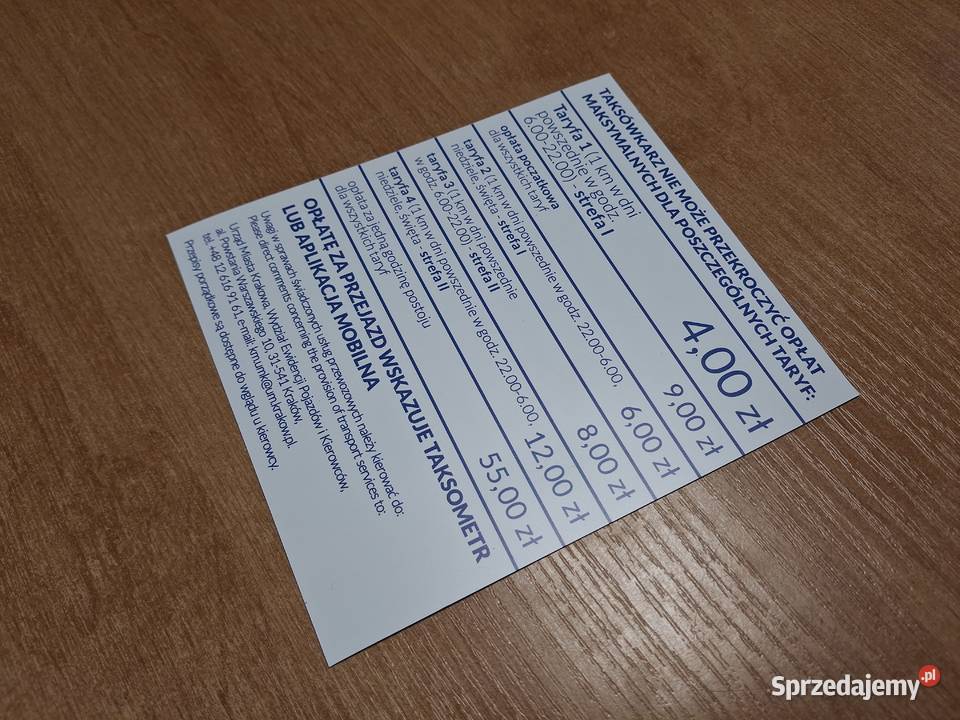 TAKSÓWKARZ NIE MOŻE PRZEKROCZYĆ OPŁAT
MAKSYMALNYCH DLA POSZCZEGÓLNYCH TARYF:
Taryfa 1 (1 km w dni
powszednie w godz.
6.00-22.00) - strefa I
4,00 zł
opłata początkowa
dla wszystkich taryf
9,00 zł
taryfa 2 (1 km w dni powszednie w godz. 22.00-6.00,
niedziele, święta - strefa I
6,00 zł
taryfa 3 (1 km w dni powszednie
w godz. 6.00-22.00) - strefa II
8,00 zł
taryfa 4 (1 km w dni powszednie w godz. 22.00-6.00,
niedziele, święta - strefa II
12,00 zł
opłata za jedną godzinę postoju
dla wszystkich taryf
55,00 zł
OPŁATE ZA PRZEJAZD WSKAZUJE TAKSOMETR
LUB APLIKACJA MOBILNA
Uwagi w sprawach świadczonych usług przewozowych należy kierować do:
Please direct comments concerning the provision of transport services to:
Urząd Miasta Krakowa. Wydział Ewidencji Pojazdów i Kierowców,
al. Powstania Warszawskiego 10, 31-541 Kraków,
tel. +48 12 616 91 61, e-mail: km.umk@um.krakow.pl.
Przepisy porządkowe są dostępne do wglądu u kierowcy.
Sprzedajemy.pl